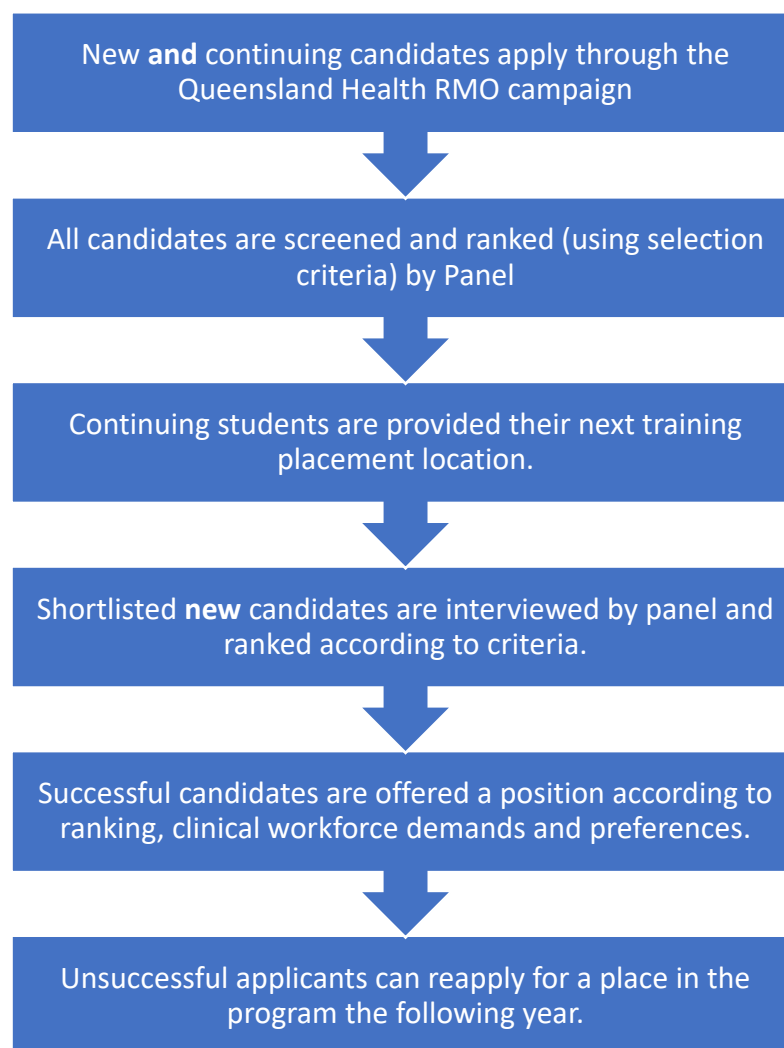 New and continuing candidates apply through the
Queensland Health RMO campaign
All candidates are screened and ranked (using selection
criteria) by Panel
Continuing students are provided their next training
placement location.
Shortlisted new candidates are interviewed by panel and
ranked according to criteria.
Successful candidates are offered a position according to
ranking, clinical workforce demands and preferences.
Unsuccessful applicants can reapply for a place in the
program the following year.